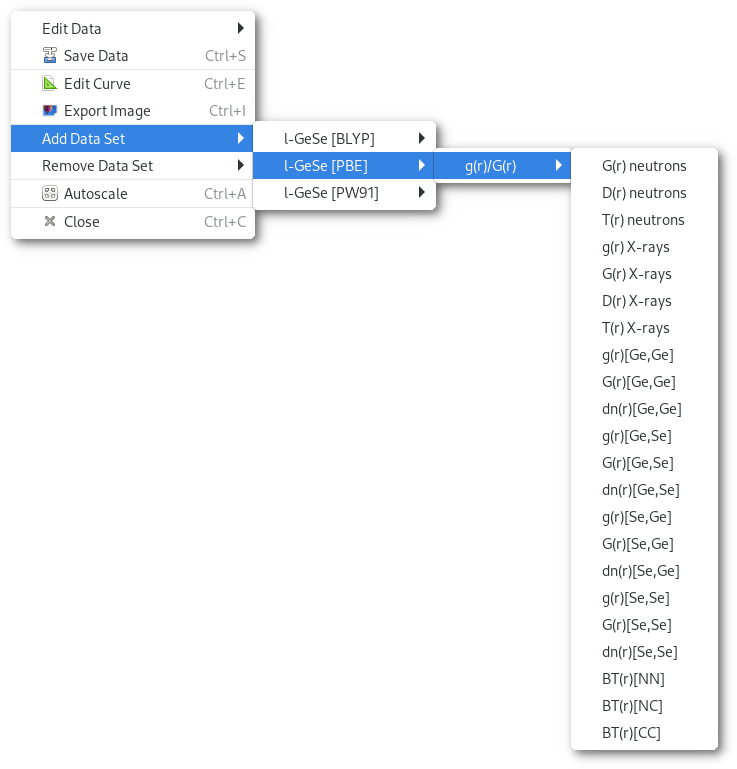 Edit Data
Save Data Ctrl+S
Edit Curve Ctrl+E
Export Image Ctrl+I
Add Data Set
Remove Data Set
Autoscale Ctrl+A
Close Ctrl+C
l-GeSe [BLYP]
l-GeSe [PBE]
l-GeSe [PW91]
g(r)/G(r)
G(r) neutrons
D(r) neutrons
T(r) neutrons
g(r) X-rays
G(r) X-rays
D(r) X-rays
T(r) X-rays
g(r)[Ge,Ge]
G(r)[Ge,Ge]
dn(r)[Ge,Ge]
g(r)[Ge,Se]
G(r)[Ge,Se]
dn(r)[Ge,Se]
g(r)[Se,Ge]
G(r)[Se,Ge]
dn(r)[Se,Ge]
g(r)[Se,Se]
G(r)[Se,Se]
dn(r)[Se,Se]
BT(r)[NN]
BT(r)[NC]
BT(r)[CC]